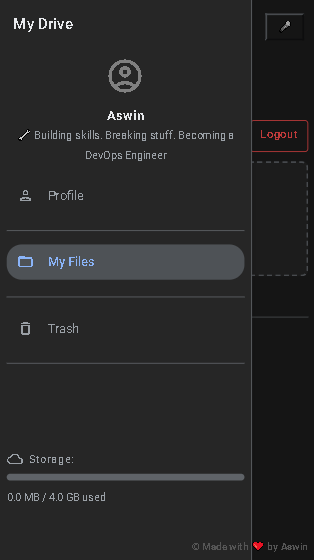 My Drive
Aswin
Building skills. Breaking stuff. Becoming a
DevOps Engineer
Logout
Profile
My Files
Trash
Storage:
0.0 MB / 4.0 GB used
© Made with ❤️ by Aswin